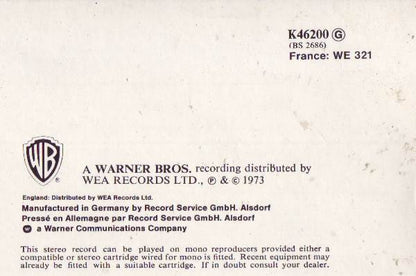 K46200 G
(BS 2686)
France: WE 321
WB
A WARNER BROS. recording distributed by
WEA RECORDS LTD., ℗ & © 1973
England: Distributed by WEA Records Ltd.
Manufactured in Germany by Record Service GmbH. Alsdorf
Pressé en Allemagne par Record Service GmbH. Alsdorf
a Warner Communications Company
This stereo record can be played on mono reproducers provided either a
compatible or stereo cartridge wired for mono is fitted. Recent equipment may
already be fitted with a suitable cartridge. If in doubt consult your dealer.